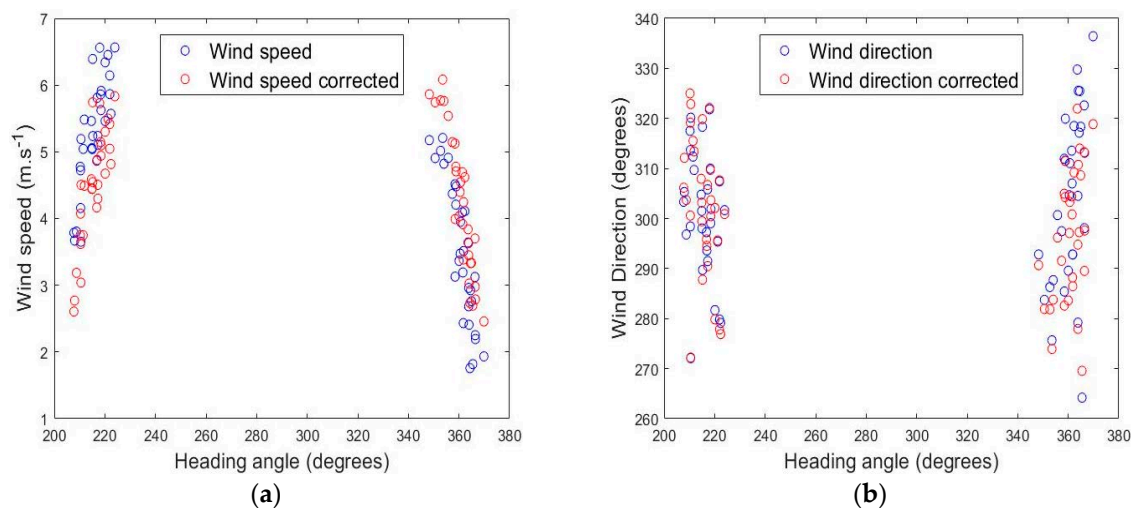 7
6
5
4
3
2
1
Wind speed (m.s⁻¹)
Wind speed
Wind speed corrected
200 220 240 260 280 300 320 340 360 380
Heading angle (degrees)
(a)
340
330
320
310
300
290
280
270
260
Wind Direction (degrees)
Wind direction
Wind direction corrected
200 220 240 260 280 300 320 340 360 380
Heading angle (degrees)
(b)